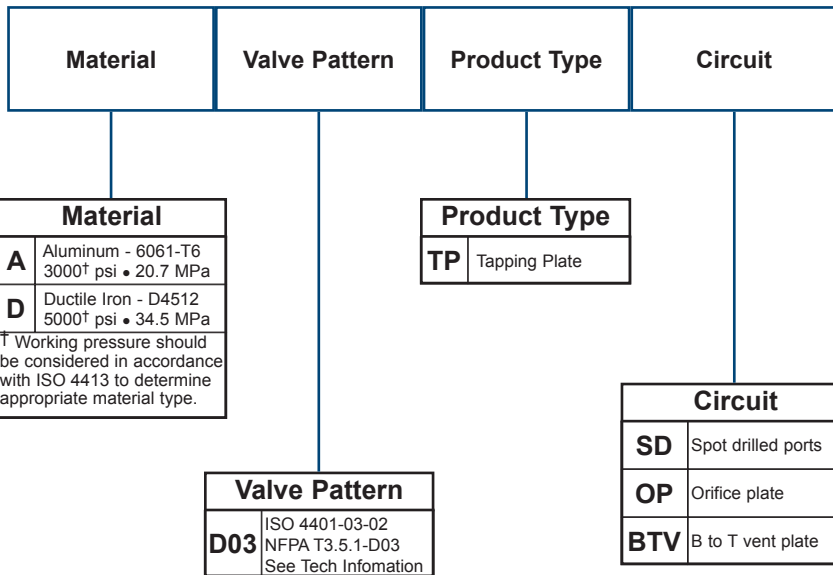 Material
Valve Pattern
Product Type
Circuit
Material
A
Aluminum - 6061-T6
3000† psi • 20.7 MPa
D
Ductile Iron - D4512
5000† psi • 34.5 MPa
† Working pressure should
be considered in accordance
with ISO 4413 to determine
appropriate material type.
Product Type
TP
Tapping Plate
Valve Pattern
D03
ISO 4401-03-02
NFPA T3.5.1-D03
See Tech Infomation
Circuit
SD
Spot drilled ports
OP
Orifice plate
BTV
B to T vent plate